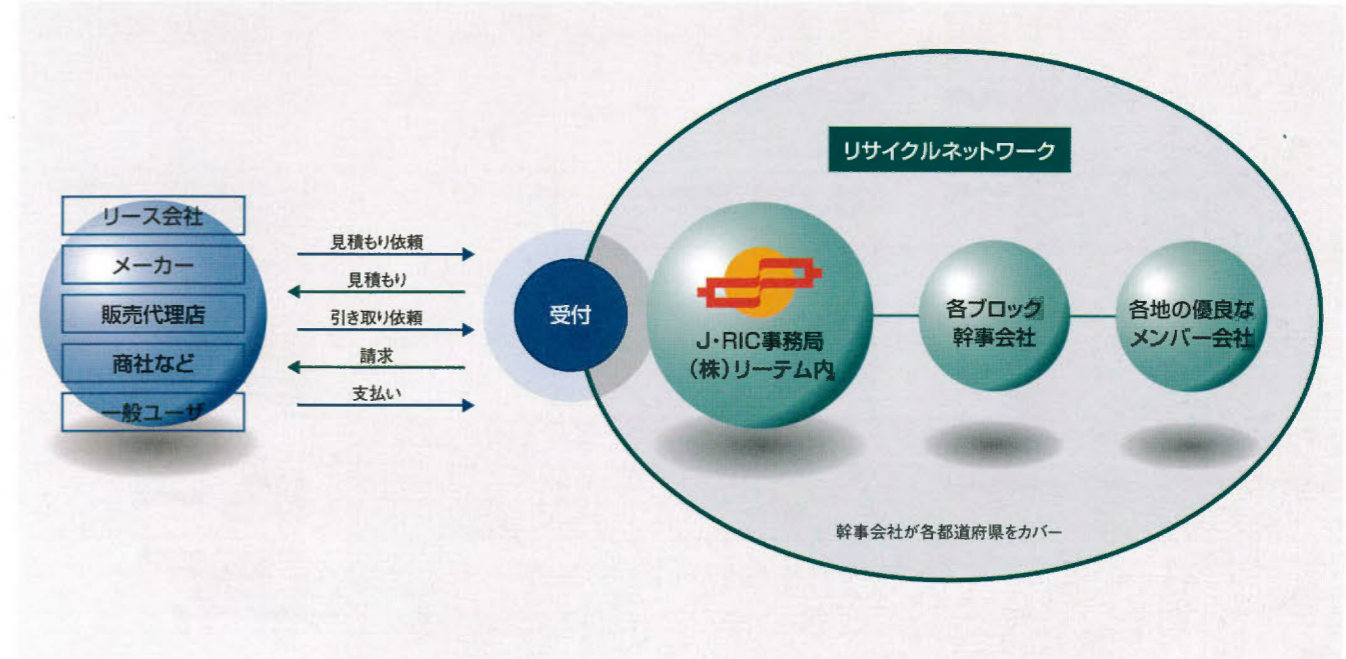 リサイクルネットワーク
リース会社
メーカー
販売代理店
商社など
一般ユーザ
見積もり依頼
見積もり
引き取り依頼
請求
支払い
受付
J・RIC事務局
(株)リーテム内
各ブロック
幹事会社
各地の優良な
メンバー会社
幹事会社が各都道府県をカバー